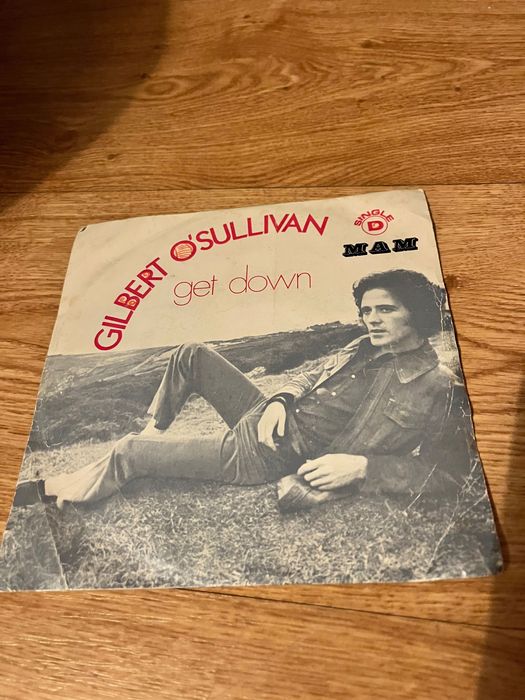 GILBERT O'SULLIVAN
get down
SINGLE
D
MAM